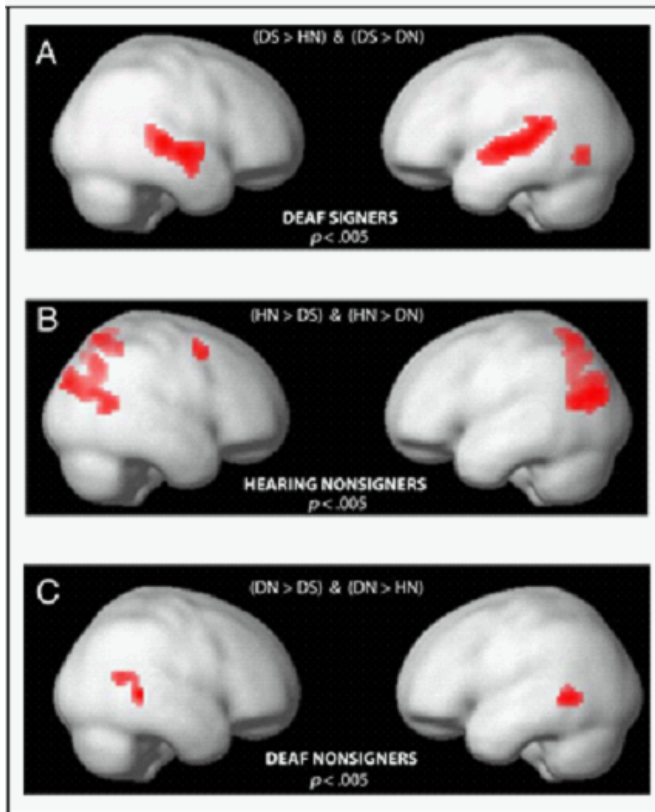 A
(DS > HN) & (DS > DN)
DEAF SIGNERS
p < .005
B
(HN > DS) & (HN > DN)
HEARING NONSIGNERS
p < .005
C
(DN > DS) & (DN > HN)
DEAF NONSIGNERS
p < .005